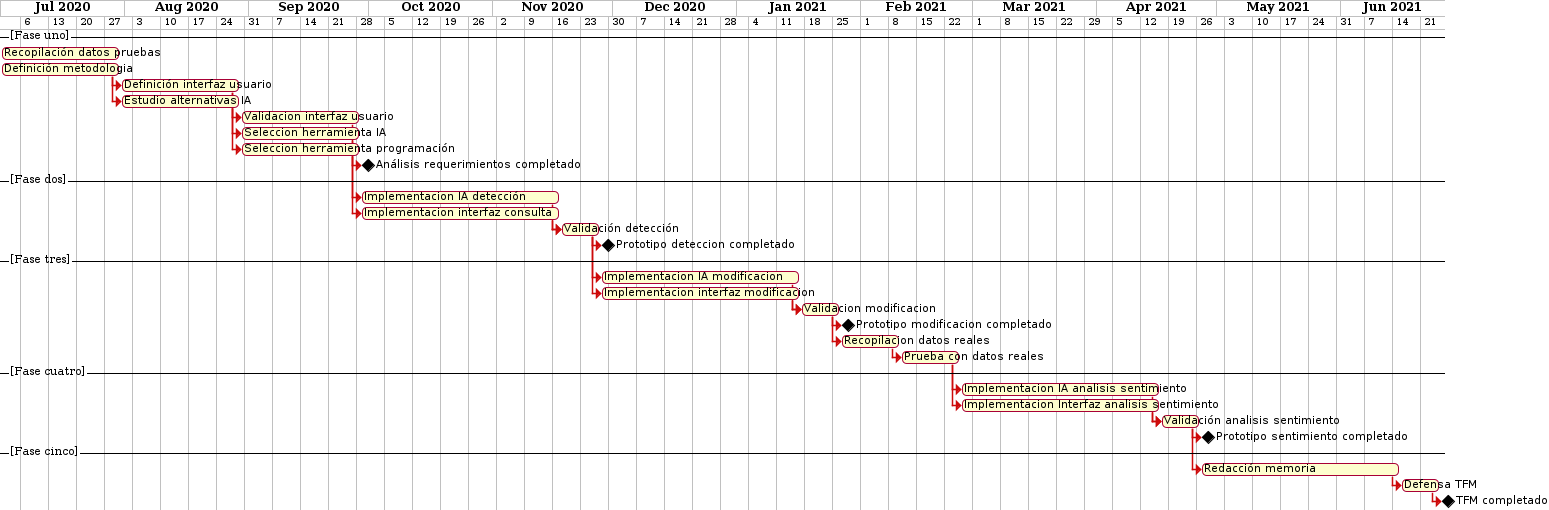 Jul 2020 Aug 2020 Sep 2020 Oct 2020 Nov 2020 Dec 2020 Jan 2021 Feb 2021 Mar 2021 Apr 2021 May 2021 Jun 2021
6 13 20 27 3 10 17 24 31 7 14 21 28 5 12 19 26 2 9 16 23 30 7 14 21 28 4 11 18 25 1 8 15 22 1 8 15 22 29 5 12 19 26 3 10 17 24 31 7 14 21
[Fase uno]
Recopilación datos pruebas
Definición metodologia
Definición interfaz usuario
Estudio alternativas IA
Validacion interfaz usuario
Seleccion herramienta IA
Seleccion herramienta programación
Análisis requerimientos completado
[Fase dos]
Implementacion IA detección
Implementacion interfaz consulta
Validación detección
Prototipo deteccion completado
[Fase tres]
Implementacion IA modificacion
Implementacion interfaz modificacion
Validacion modificacion
Prototipo modificacion completado
Recopilacion datos reales
Prueba con datos reales
[Fase cuatro]
Implementacion IA analisis sentimiento
Implementacion Interfaz analisis sentimiento
Validación analisis sentimiento
Prototipo sentimiento completado
[Fase cinco]
Redacción memoria
Defensa TFM
TFM completado